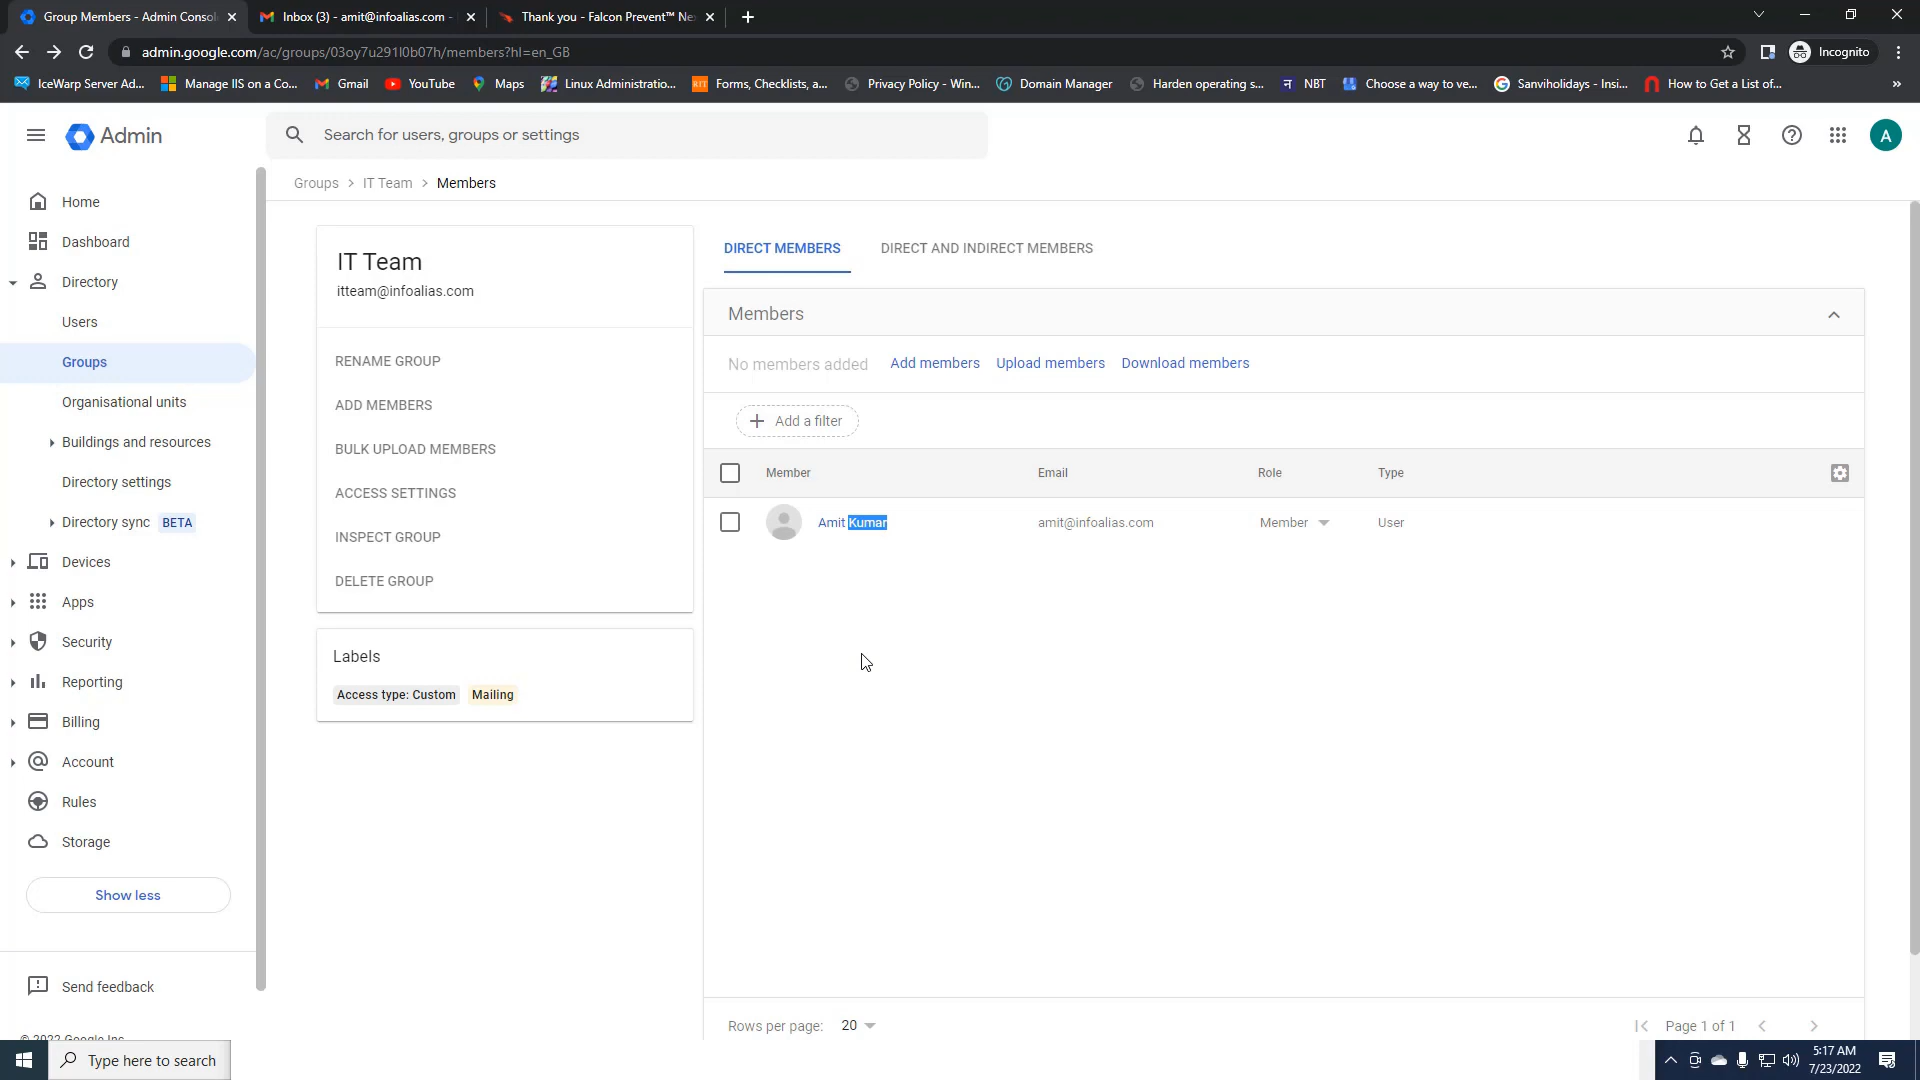 Group Members - Admin Consol
Inbox (3) - amit@infoalias.com -
Thank you - Falcon Prevent™ Ne
admin.google.com/ac/groups/03oy7u291l0b07h/members?hl=en_GB
Incognito
IceWarp Server Ad...
Manage IIS on a Co...
Gmail
YouTube
Maps
Linux Administratio...
Forms, Checklists, a...
Privacy Policy - Win...
Domain Manager
Harden operating s...
NBT
Choose a way to ve...
Sanviholidays - Insi...
How to Get a List of...
»
Admin
Search for users, groups or settings
A
Groups > IT Team > Members
Home
Dashboard
Directory
Users
Groups
Organisational units
Buildings and resources
Directory settings
Directory sync BETA
Devices
Apps
Security
Reporting
Billing
Account
Rules
Storage
Show less
Send feedback
© 2022 Google Inc.
IT Team
itteam@infoalias.com
RENAME GROUP
ADD MEMBERS
BULK UPLOAD MEMBERS
ACCESS SETTINGS
INSPECT GROUP
DELETE GROUP
Labels
Access type: Custom Mailing
DIRECT MEMBERS DIRECT AND INDIRECT MEMBERS
Members
No members added Add members Upload members Download members
Add a filter
Member Email Role Type
Amit Kumar amit@infoalias.com Member User
Rows per page: 20 Page 1 of 1
Type here to search
5:17 AM
7/23/2022